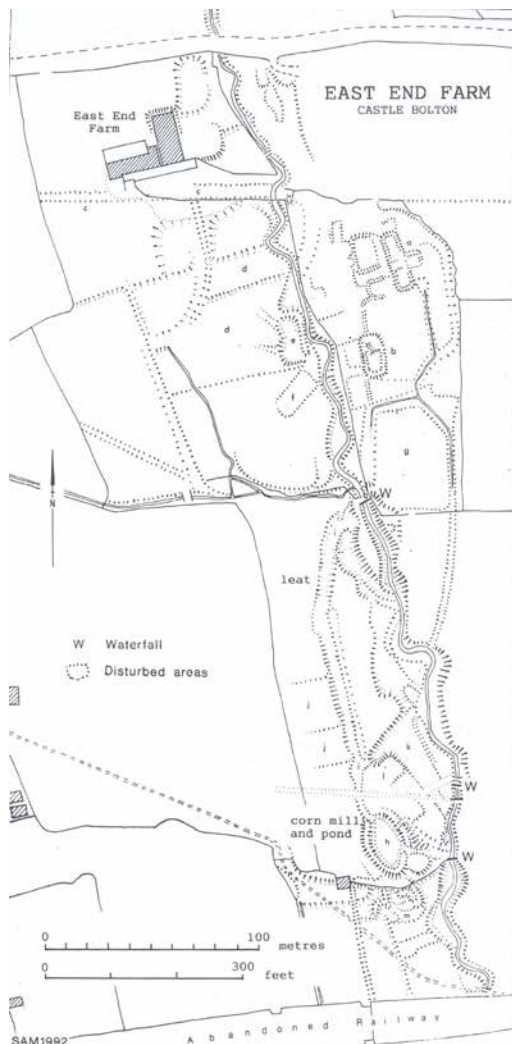 EAST END FARM
CASTLE BOLTON
East End
Farm
c
c
a
d
d
e
b
f
g
W
N
leat
W Waterfall
Disturbed areas
j
k
j
l
W
corn mill
and pond
h
W
m
0 100
metres
0 300
feet
Abandoned Railway
SAM1992